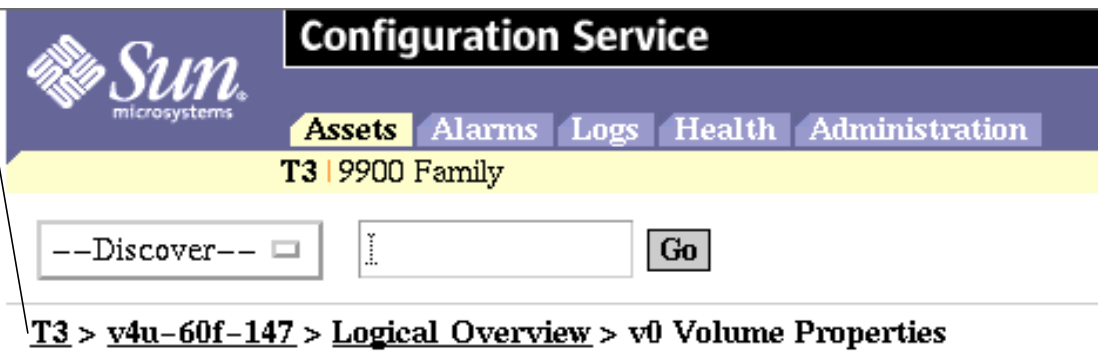 Configuration Service
Sun
microsystems
Assets Alarms Logs Health Administration
T3 | 9900 Family
--Discover-- Go
T3 > v4u-60f-147 > Logical Overview > v0 Volume Properties